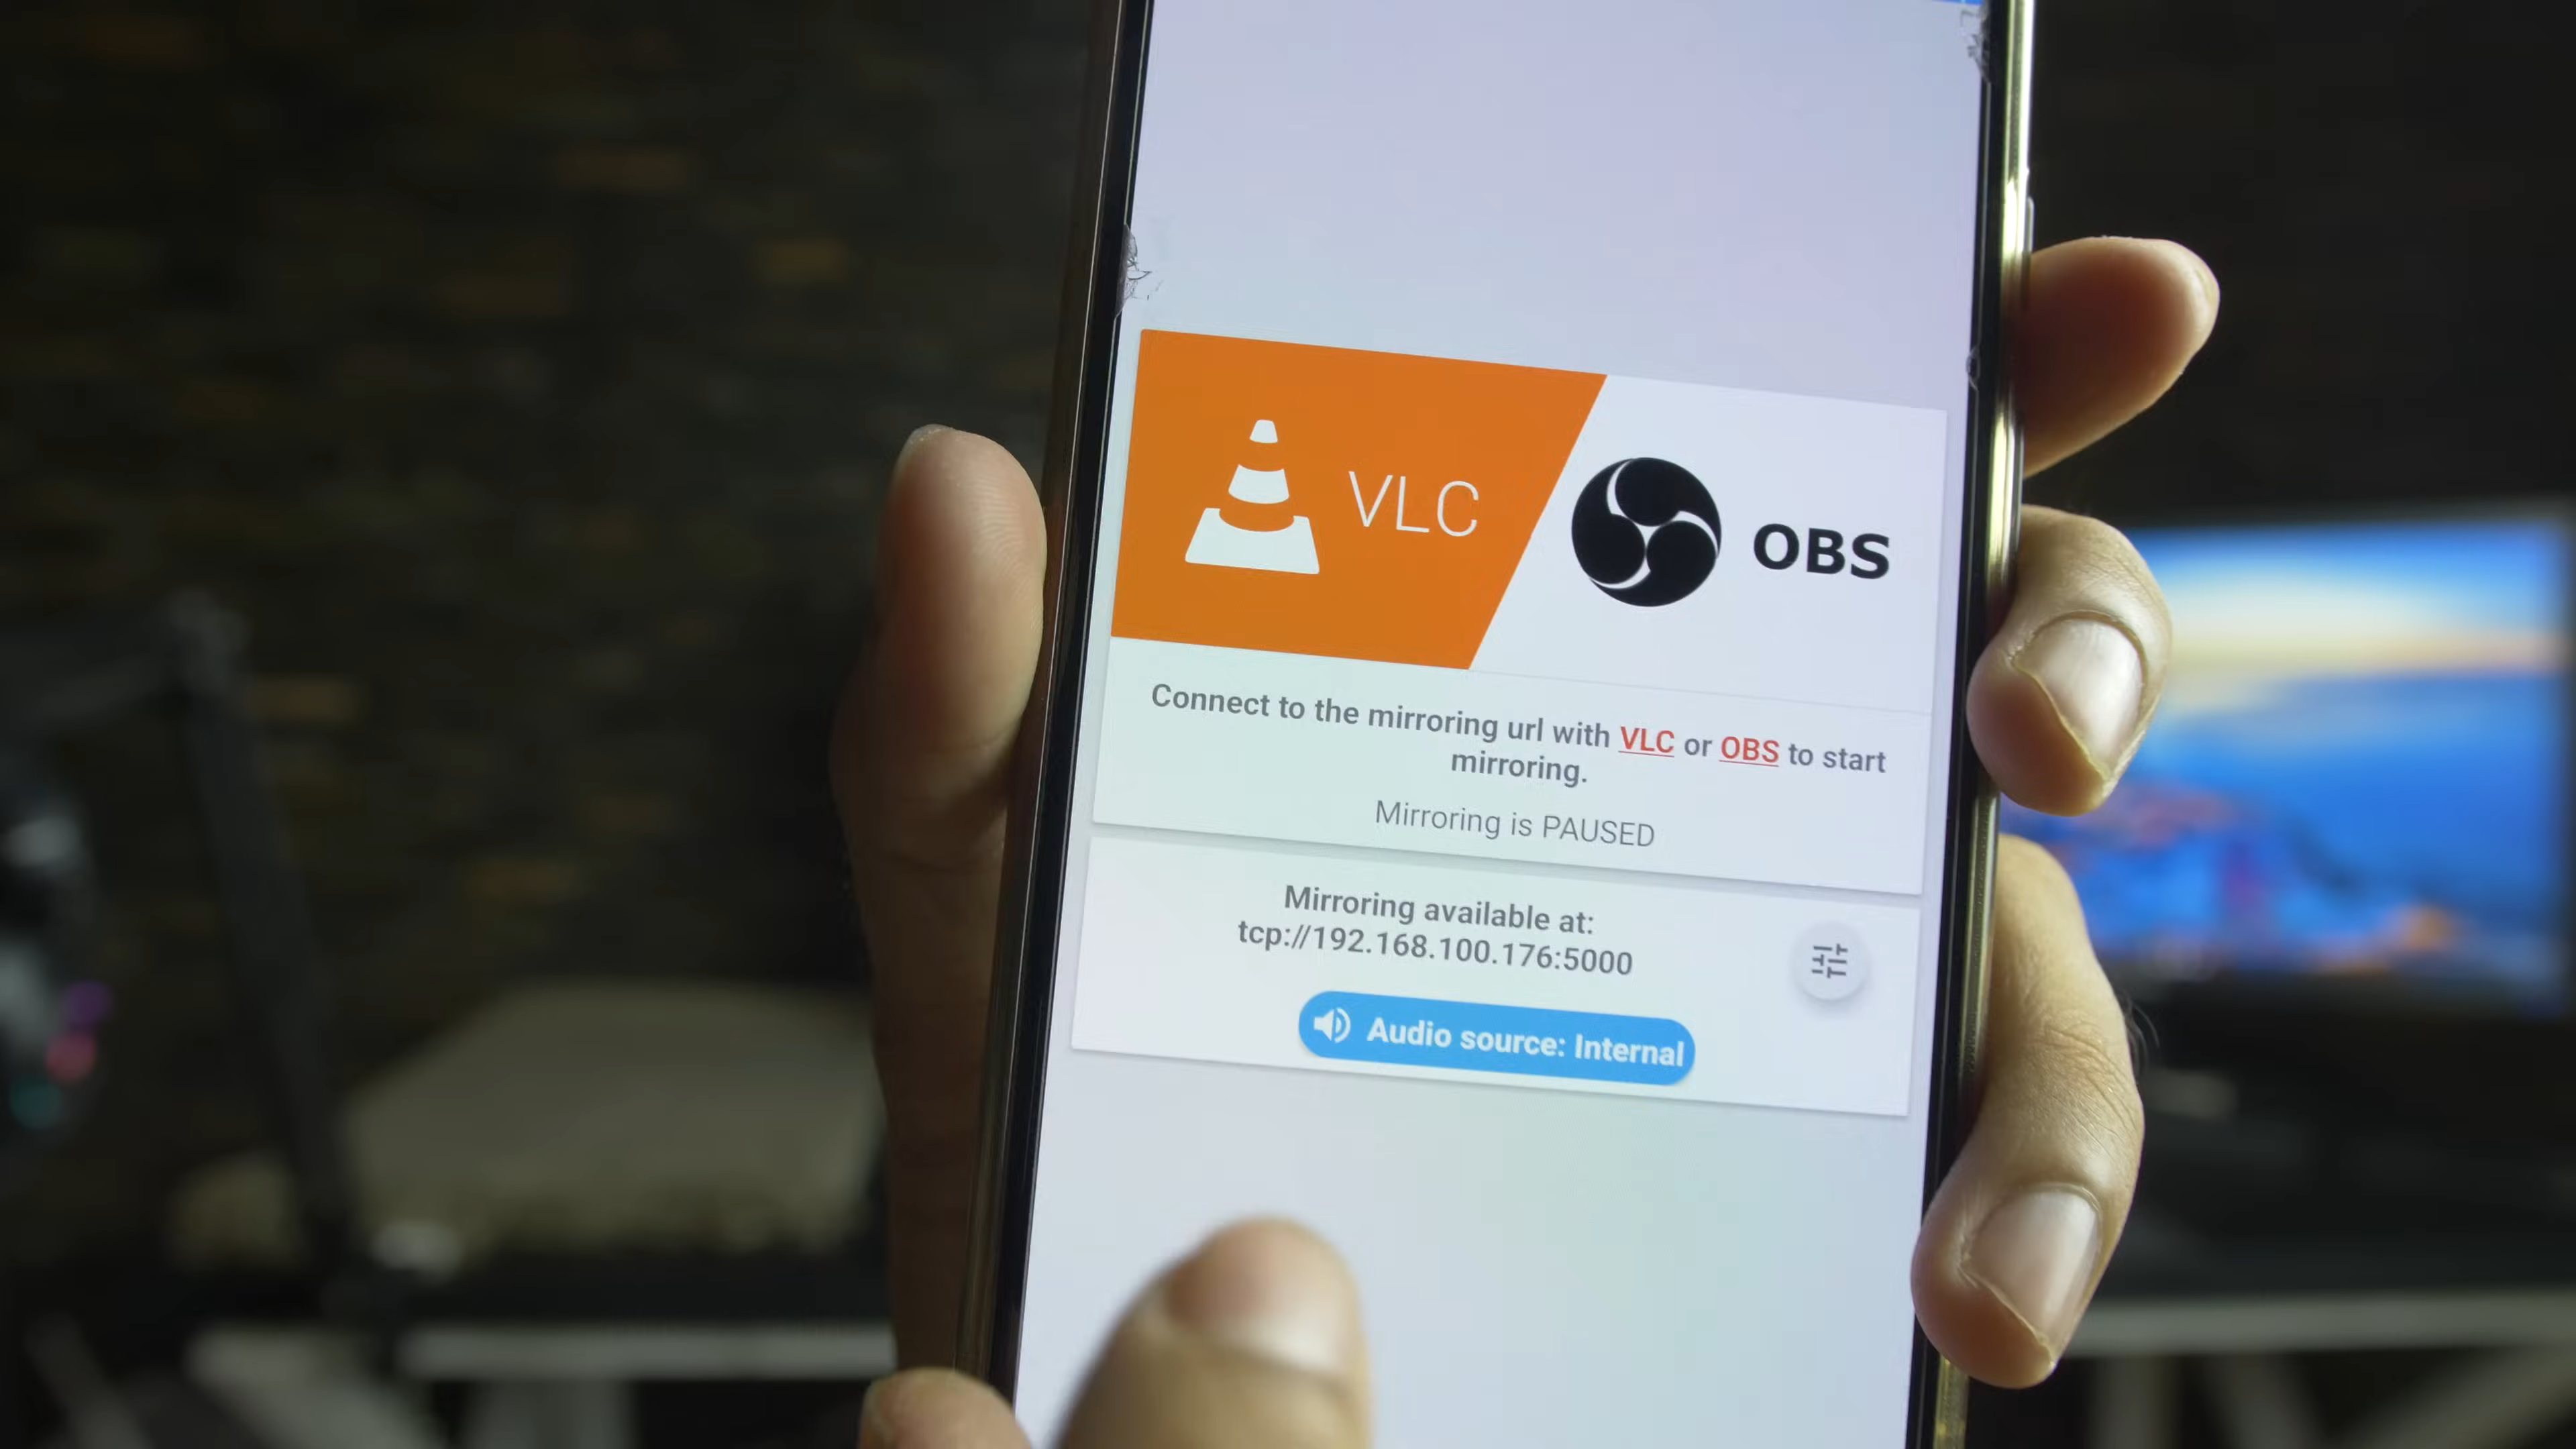 VLC
OBS
Connect to the mirroring url with VLC or OBS to start
mirroring.
Mirroring is PAUSED
Mirroring available at:
tcp://192.168.100.176:5000
Audio source: Internal